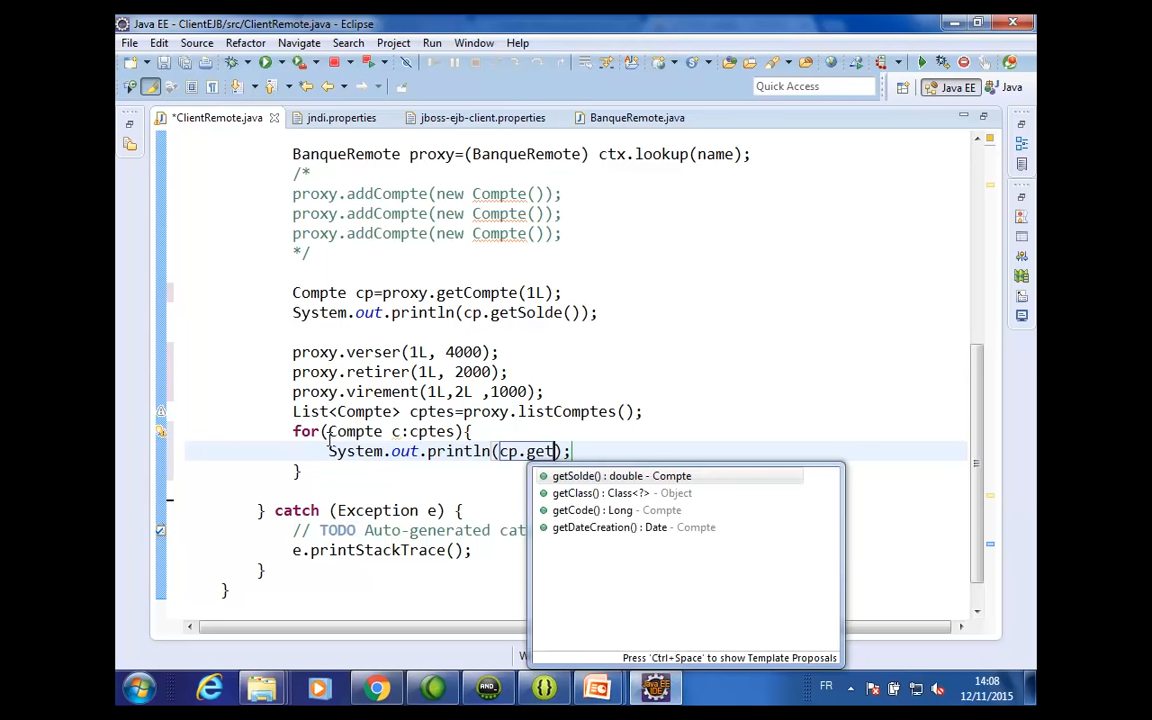 Java EE - ClientEJB/src/ClientRemote.java - Eclipse
File Edit Source Refactor Navigate Search Project Run Window Help
Quick Access
Java EE
Java
*ClientRemote.java
jndi.properties
jboss-ejb-client.properties
BanqueRemote.java
BanqueRemote proxy=(BanqueRemote) ctx.lookup(name);
/*
proxy.addCompte(new Compte());
proxy.addCompte(new Compte());
proxy.addCompte(new Compte());
*/
Compte cp=proxy.getCompte(1L);
System.out.println(cp.getSolde());
proxy.verser(1L, 4000);
proxy.retirer(1L, 2000);
proxy.virement(1L,2L ,1000);
List<Compte> cptes=proxy.listComptes();
for(Compte c:cptes){
System.out.println(cp.get);
}
getSolde() : double - Compte
getClass() : Class<?> - Object
getCode() : Long - Compte
getDateCreation() : Date - Compte
Press 'Ctrl+Space' to show Template Proposals
} catch (Exception e) {
// TODO Auto-generated cat
e.printStackTrace();
}
}
W
FR
14:08
12/11/2015